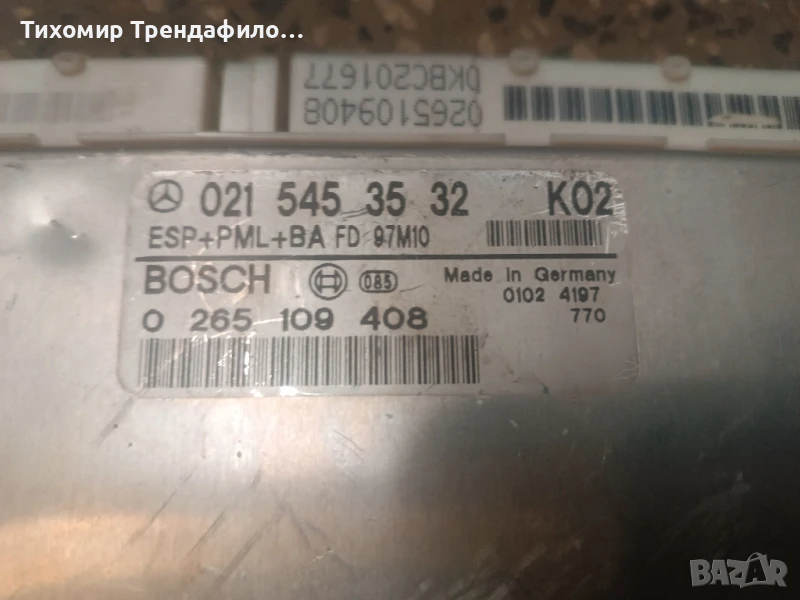 Тихомир Трендафило...
0265109408
DKBC201677
021 545 35 32 K02
ESP+PML+BA FD 97M10
BOSCH 085 Made in Germany
0102 4197
0 265 109 408 770
BAZAR